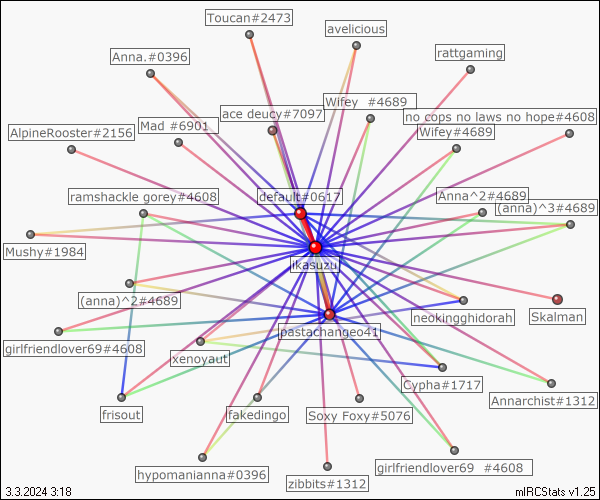 Toucan#2473
avelicious
Anna.#0396
rattgaming
Wifey #4689
ace deucy#7097
no cops no laws no hope#4608
AlpineRooster#2156
Mad #6901
Wifey#4689
ramshackle gorey#4608
default#0617
Anna^2#4689
(anna)^3#4689
Mushy#1984
ikasuzu
(anna)^2#4689
neokingghidorah
Skalman
pastachangeo41
girlfriendlover69#4608
xenoyaut
Cypha#1717
Annarchist#1312
frisout
fakedingo
Soxy Foxy#5076
hypomanianna#0396
zibbits#1312
girlfriendlover69 #4608
3.3.2024 3:18
mIRCStats v1.25